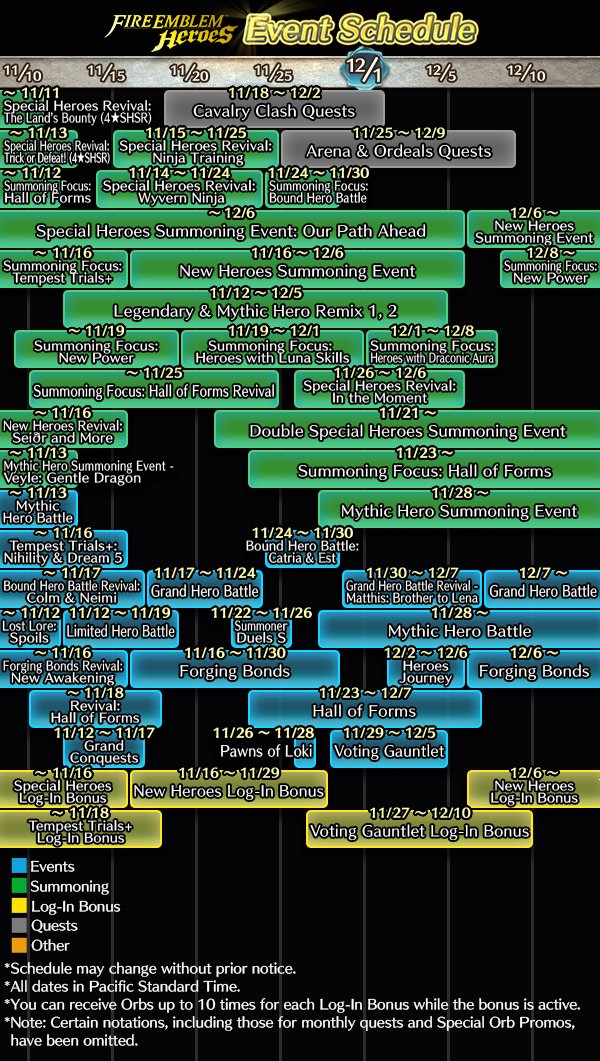 FIRE EMBLEM
Heroes
Event Schedule
11/10 11/15 11/20 11/25 12/1 12/5 12/10
~ 11/11
Special Heroes Revival:
The Land's Bounty (4★SHSR)
11/18 ~ 12/2
Cavalry Clash Quests
~ 11/13
Special Heroes Revival:
Trick or Defeat! (4★SHSR)
11/15 ~ 11/25
Special Heroes Revival:
Ninja Training
11/25 ~ 12/9
Arena & Ordeals Quests
~ 11/12
Summoning Focus:
Hall of Forms
11/14 ~ 11/24
Special Heroes Revival:
Wyvern Ninja
11/24 ~ 11/30
Summoning Focus:
Bound Hero Battle
~ 12/6
Special Heroes Summoning Event: Our Path Ahead
12/6 ~
New Heroes
Summoning Event
~ 11/16
Summoning Focus:
Tempest Trials+
11/16 ~ 12/6
New Heroes Summoning Event
12/8 ~
Summoning Focus:
New Power
11/12 ~ 12/5
Legendary & Mythic Hero Remix 1, 2
~ 11/19
Summoning Focus:
New Power
11/19 ~ 12/1
Summoning Focus:
Heroes with Luna Skills
12/1 ~ 12/8
Summoning Focus:
Heroes with Draconic Aura
~ 11/25
Summoning Focus: Hall of Forms Revival
11/26 ~ 12/6
Special Heroes Revival:
In the Moment
~ 11/16
New Heroes Revival:
Seiðr and More
11/21 ~
Double Special Heroes Summoning Event
~ 11/13
Mythic Hero Summoning Event -
Veyle: Gentle Dragon
11/23 ~
Summoning Focus: Hall of Forms
~ 11/13
Mythic
Hero Battle
11/28 ~
Mythic Hero Summoning Event
~ 11/16
Tempest Trials+:
Nihility & Dream 5
11/24 ~ 11/30
Bound Hero Battle:
Catria & Est
~ 11/17
Bound Hero Battle Revival:
Colm & Neimi
11/17 ~ 11/24
Grand Hero Battle
11/30 ~ 12/7
Grand Hero Battle Revival -
Matthis: Brother to Lena
12/7 ~
Grand Hero Battle
~ 11/12
Lost Lore:
Spoils
11/12 ~ 11/19
Limited Hero Battle
11/22 ~ 11/26
Summoner
Duels S
11/28 ~
Mythic Hero Battle
~ 11/16
Forging Bonds Revival:
New Awakening
11/16 ~ 11/30
Forging Bonds
12/2 ~ 12/6
Heroes
Journey
12/6 ~
Forging Bonds
~ 11/18
Revival:
Hall of Forms
11/23 ~ 12/7
Hall of Forms
11/12 ~ 11/17
Grand
Conquests
11/26 ~ 11/28
Pawns of Loki
11/29 ~ 12/5
Voting Gauntlet
~ 11/16
Special Heroes
Log-In Bonus
11/16 ~ 11/29
New Heroes Log-In Bonus
12/6 ~
New Heroes
Log-In Bonus
~ 11/18
Tempest Trials+
Log-In Bonus
11/27 ~ 12/10
Voting Gauntlet Log-In Bonus
Events
Summoning
Log-In Bonus
Quests
Other
*Schedule may change without prior notice.
*All dates in Pacific Standard Time.
*You can receive Orbs up to 10 times for each Log-In Bonus while the bonus is active.
*Note: Certain notations, including those for monthly quests and Special Orb Promos,
have been omitted.